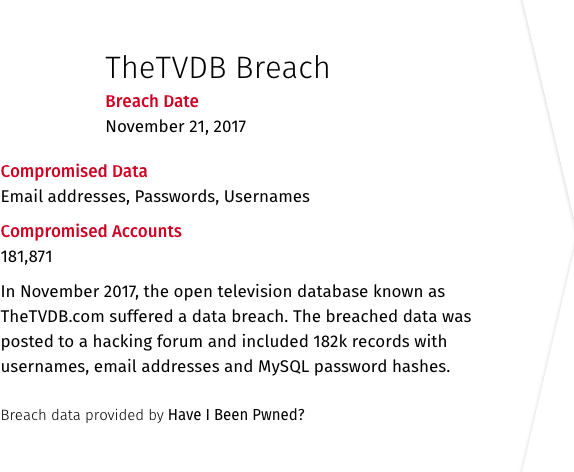 TheTVDB Breach
Breach Date
November 21, 2017
Compromised Data
Email addresses, Passwords, Usernames
Compromised Accounts
181,871
In November 2017, the open television database known as
TheTVDB.com suffered a data breach. The breached data was
posted to a hacking forum and included 182k records with
usernames, email addresses and MySQL password hashes.
Breach data provided by Have I Been Pwned?